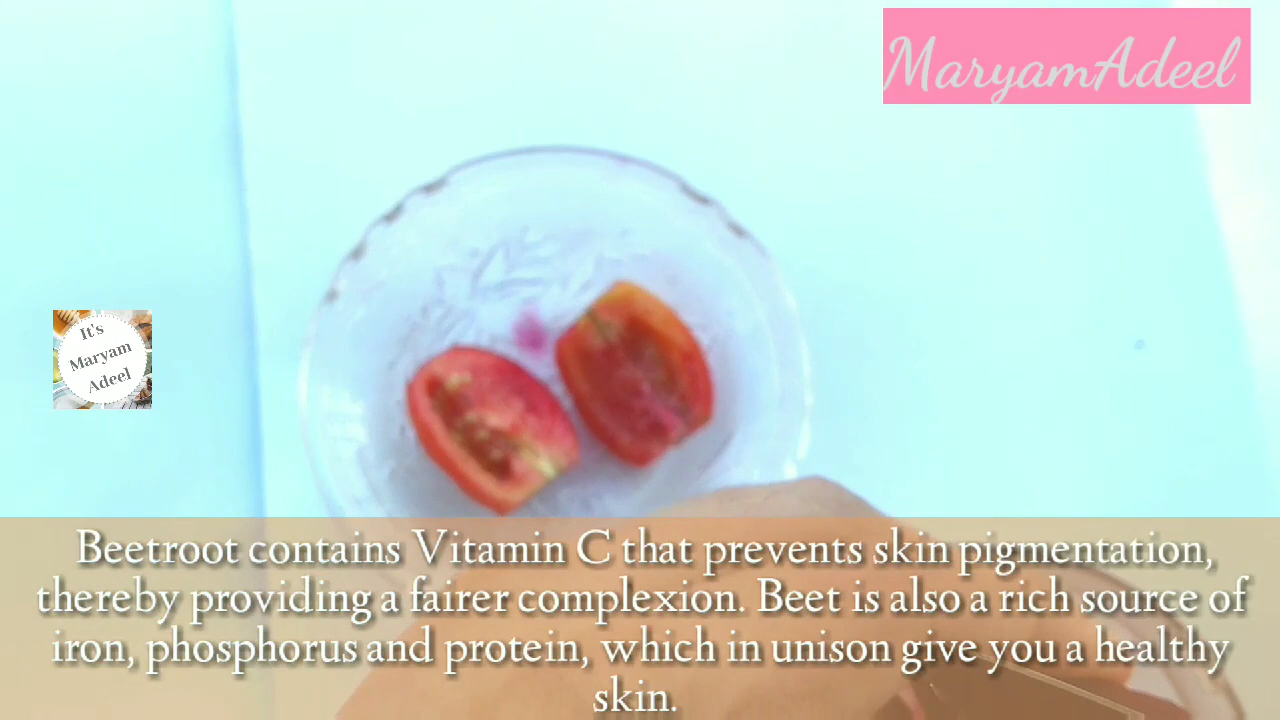 MaryamAdeel
It's
Maryam
Adeel
Beetroot contains Vitamin C that prevents skin pigmentation,
thereby providing a fairer complexion. Beet is also a rich source of
iron, phosphorus and protein, which in unison give you a healthy
skin.